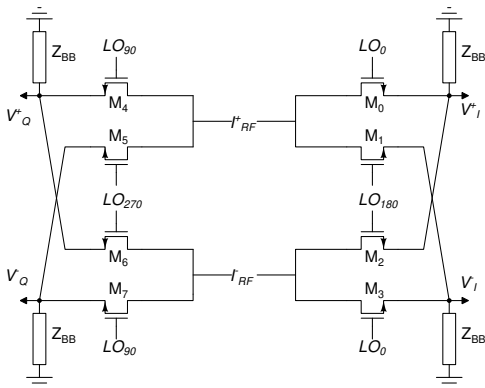 Z_BB
Z_BB
LO_90
LO_0
V^+_Q
M_4
M_0
V^+_I
M_5
I^+_RF
M_1
LO_270
LO_180
M_6
M_2
V^-_Q
M_7
I^-_RF
M_3
V^-_I
Z_BB
LO_90
LO_0
Z_BB